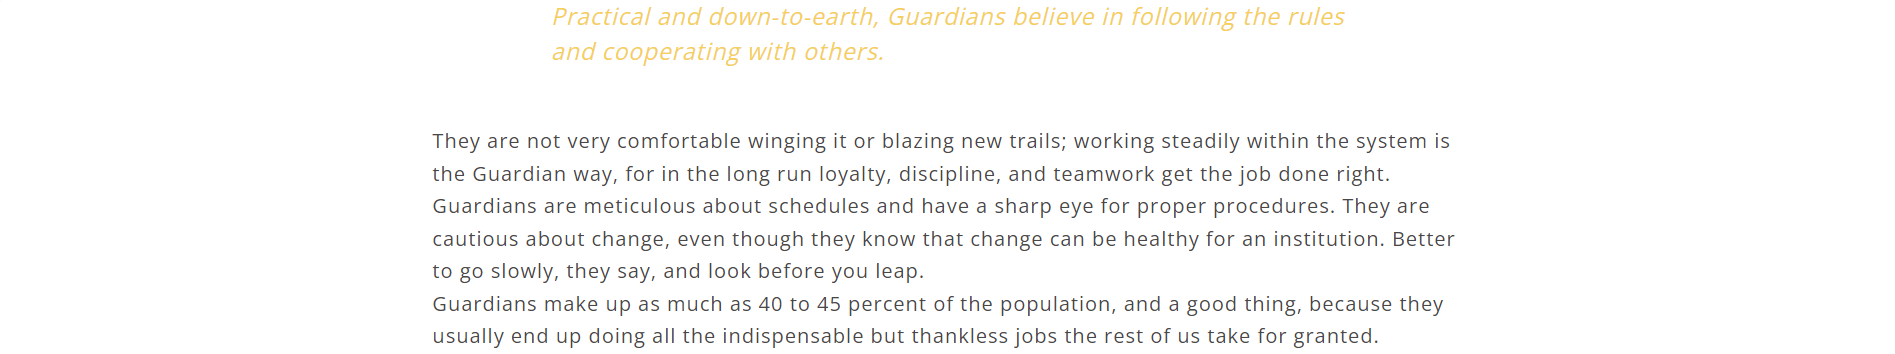 Practical and down-to-earth, Guardians believe in following the rules
and cooperating with others.
They are not very comfortable winging it or blazing new trails; working steadily within the system is
the Guardian way, for in the long run loyalty, discipline, and teamwork get the job done right.
Guardians are meticulous about schedules and have a sharp eye for proper procedures. They are
cautious about change, even though they know that change can be healthy for an institution. Better
to go slowly, they say, and look before you leap.
Guardians make up as much as 40 to 45 percent of the population, and a good thing, because they
usually end up doing all the indispensable but thankless jobs the rest of us take for granted.